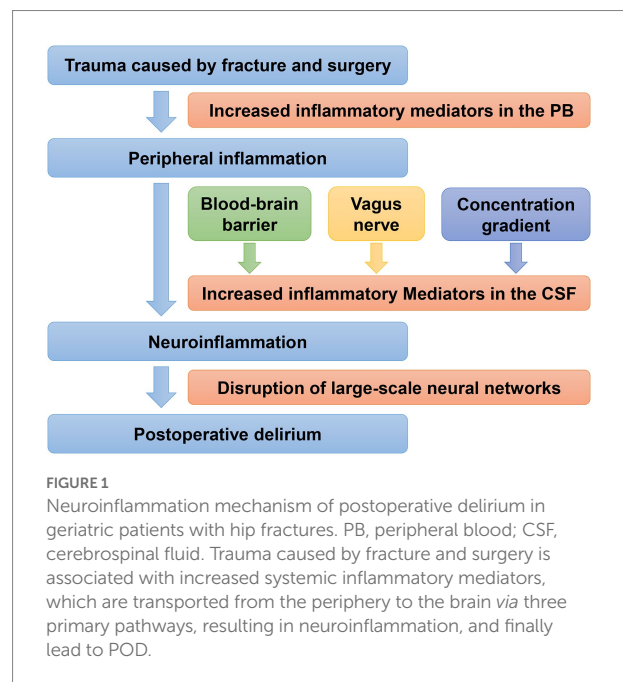 Trauma caused by fracture and surgery
Increased inflammatory mediators in the PB
Peripheral inflammation
Blood-brain
barrier
Vagus
nerve
Concentration
gradient
Increased inflammatory Mediators in the CSF
Neuroinflammation
Disruption of large-scale neural networks
Postoperative delirium
FIGURE 1
Neuroinflammation mechanism of postoperative delirium in
geriatric patients with hip fractures. PB, peripheral blood; CSF,
cerebrospinal fluid. Trauma caused by fracture and surgery is
associated with increased systemic inflammatory mediators,
which are transported from the periphery to the brain via three
primary pathways, resulting in neuroinflammation, and finally
lead to POD.